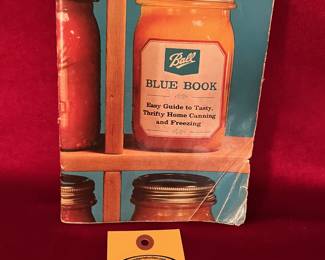 Ball
BLUE BOOK
Easy Guide to Tasty,
Thrifty Home Canning
and Freezing